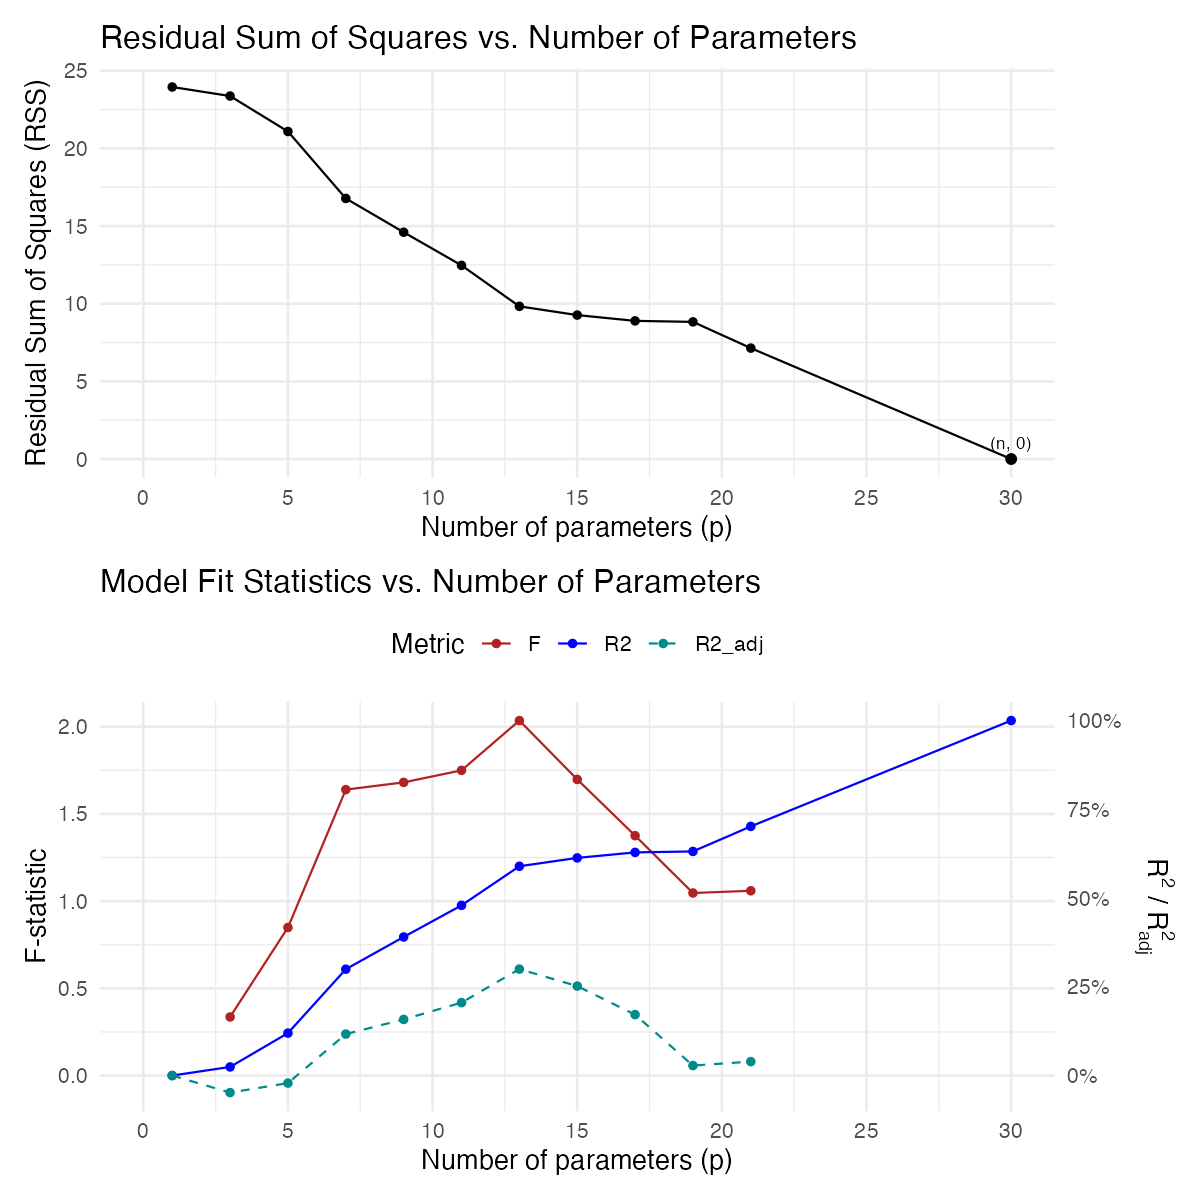 Residual Sum of Squares vs. Number of Parameters
Residual Sum of Squares (RSS)
25
20
15
10
5
0
(n, 0)
0 5 10 15 20 25 30
Number of parameters (p)
Model Fit Statistics vs. Number of Parameters
Metric F R2 R2_adj
F-statistic
2.0
1.5
1.0
0.5
0.0
100%
75%
50%
25%
0%
R² / R²adj
0 5 10 15 20 25 30
Number of parameters (p)